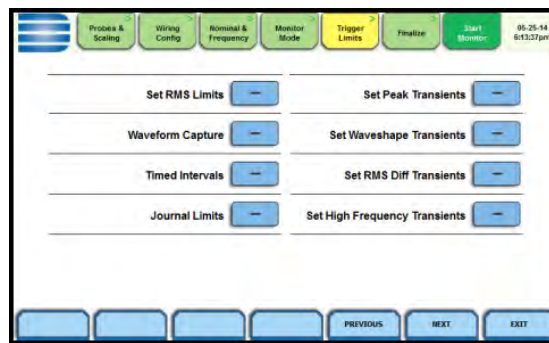 Probes & Scaling
Wiring Config
Nominal & Frequency
Monitor Mode
Trigger Limits
Finalize
Start Monitor
05-25-14
6:13:37pm
Set RMS Limits
Set Peak Transients
Waveform Capture
Set Waveshape Transients
Timed Intervals
Set RMS Diff Transients
Journal Limits
Set High Frequency Transients
PREVIOUS
NEXT
EXIT